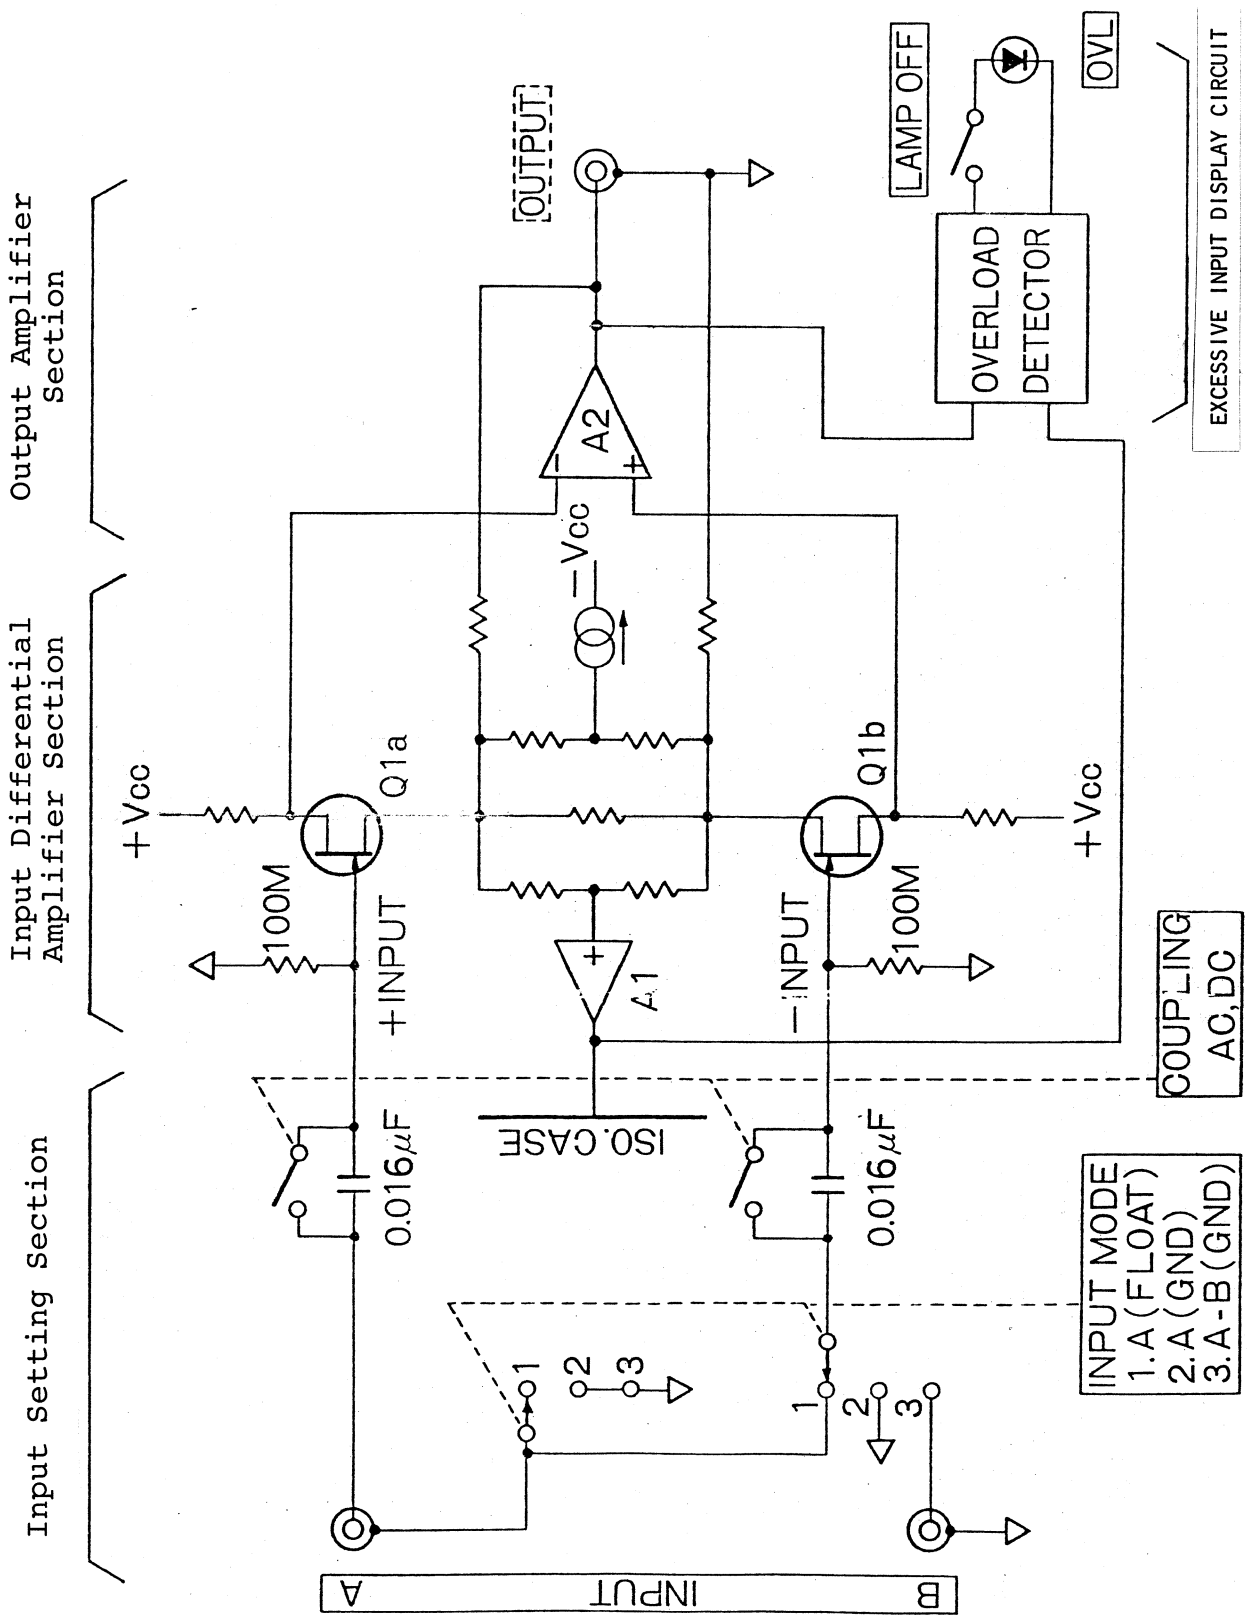 Input Setting Section
Input Differential
Amplifier Section
Output Amplifier
Section
INPUT
A
B
1
2
3
1
2
3
0.016μF
0.016μF
ISO.CASE
+INPUT
-INPUT
100M
100M
+Vcc
+Vcc
-Vcc
Q1a
Q1b
A1
+
A2
-
+
OUTPUT
INPUT MODE
1.A(FLOAT)
2.A(GND)
3.A-B(GND)
COUPLING
AC,DC
OVERLOAD
DETECTOR
LAMP OFF
OVL
EXCESSIVE INPUT DISPLAY CIRCUIT